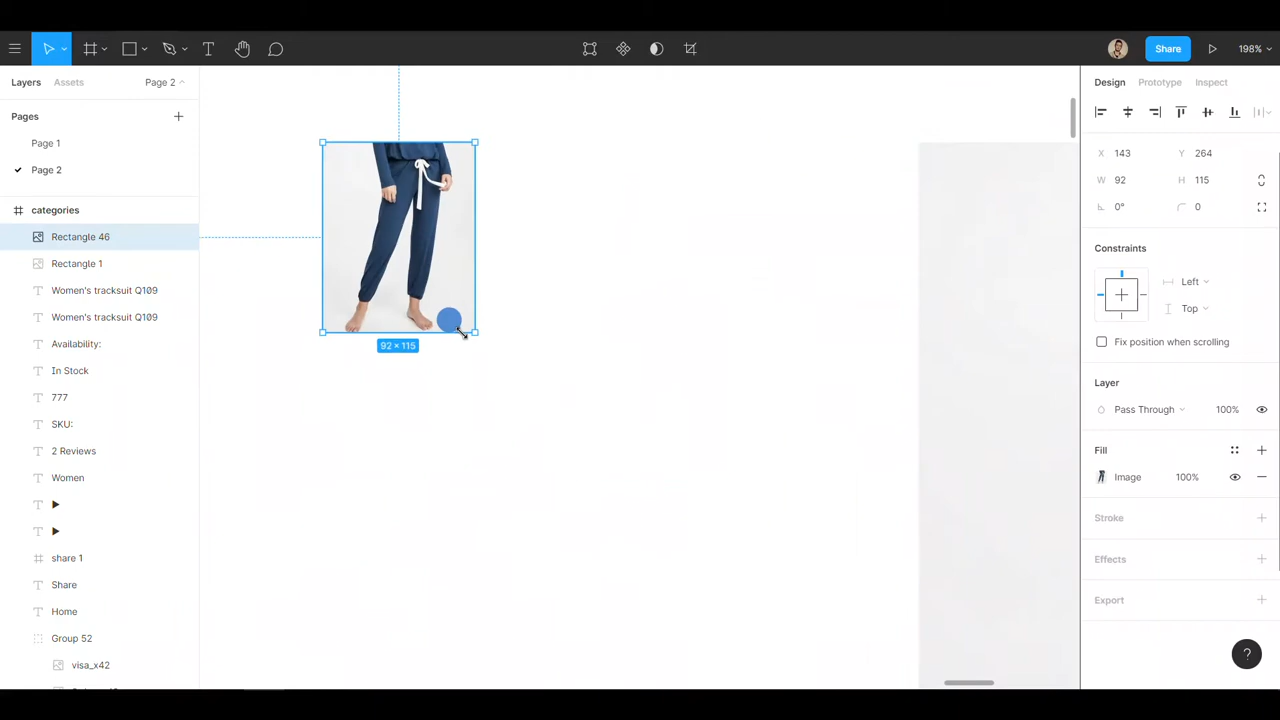 Share
198%
Layers
Assets
Page 2
Pages
Page 1
Page 2
categories
Rectangle 46
Rectangle 1
Women's tracksuit Q109
Women's tracksuit Q109
Availability:
In Stock
777
SKU:
2 Reviews
Women
share 1
Share
Home
Group 52
visa_x42
92 × 115
Design
Prototype
Inspect
X 143 Y 264
W 92 H 115
0° 0
Constraints
Left
Top
Fix position when scrolling
Layer
Pass Through 100%
Fill
Image 100%
Stroke
Effects
Export
?